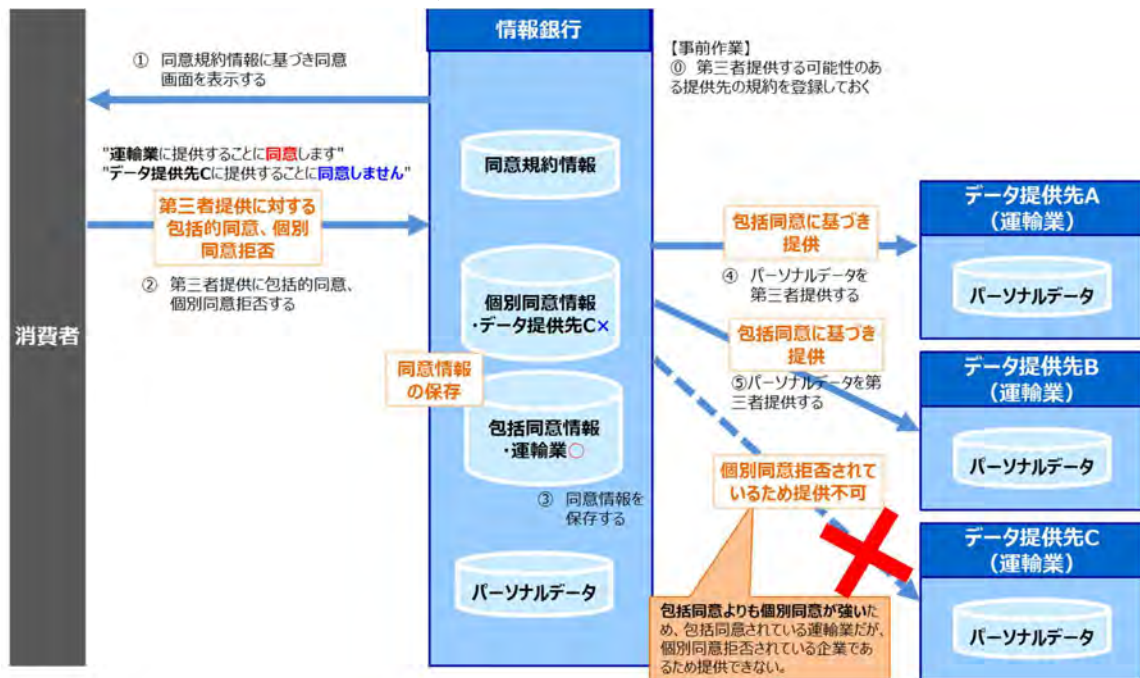 情報銀行
① 同意規約情報に基づき同意
画面を表示する
【事前作業】
⓪ 第三者提供する可能性のあ
る提供先の規約を登録しておく
"運輸業に提供することに同意します"
"データ提供先Cに提供することに同意しません"
第三者提供に対する
包括的同意、個別
同意拒否
② 第三者提供に包括的同意、
個別同意拒否する
消費者
同意規約情報
個別同意情報
・データ提供先C×
同意情報
の保存
包括同意情報
・運輸業○
③ 同意情報を
保存する
パーソナルデータ
包括同意に基づき
提供
④ パーソナルデータを
第三者提供する
包括同意に基づき
提供
⑤パーソナルデータを第
三者提供する
個別同意拒否されて
いるため提供不可
包括同意よりも個別同意が強いた
め、包括同意されている運輸業だが、
個別同意拒否されている企業であ
るため提供できない。
データ提供先A
(運輸業)
パーソナルデータ
データ提供先B
(運輸業)
パーソナルデータ
データ提供先C
(運輸業)
パーソナルデータ